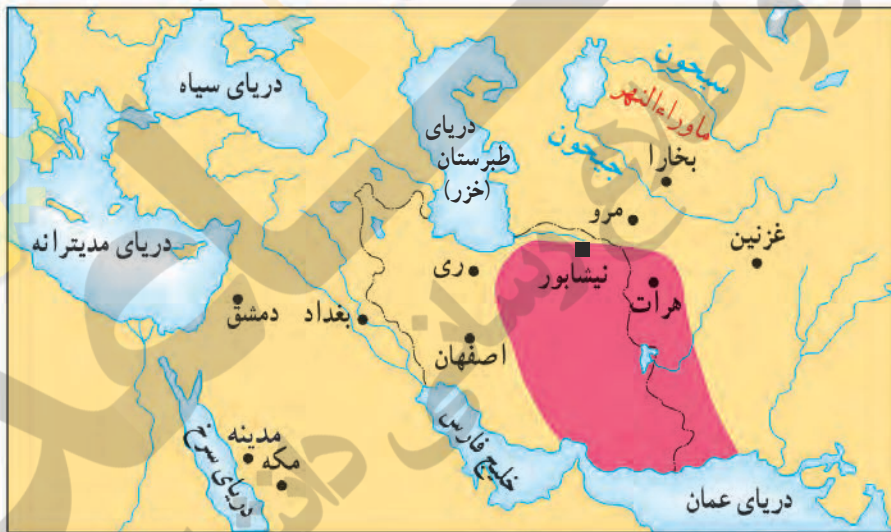 دریای سیاه
دریای
طبرستان
(خزر)
سیحون
ماوراءالنهر
جیحون
بخارا
مرو
غزنین
دریای مدیترانه
ری
نیشابور
هرات
دمشق
بغداد
اصفهان
مدینه
مکه
دریای سرخ
خلیج فارس
دریای عمان